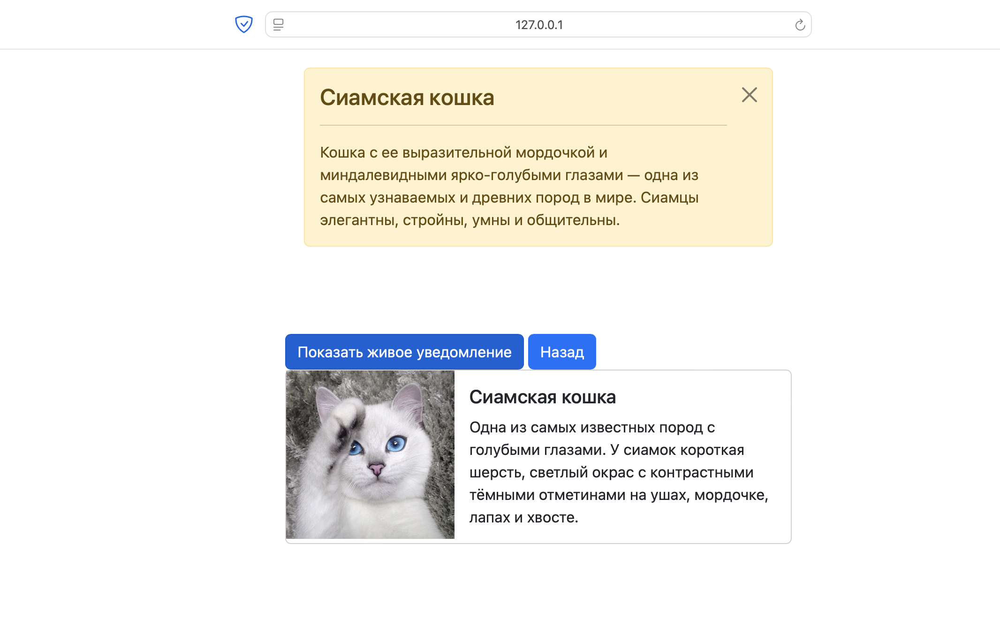 127.0.0.1
Сиамская кошка
Кошка с ее выразительной мордочкой и
миндалевидными ярко-голубыми глазами — одна из
самых узнаваемых и древних пород в мире. Сиамцы
элегантны, стройны, умны и общительны.
Показать живое уведомление Назад
Сиамская кошка
Одна из самых известных пород с
голубыми глазами. У сиамок короткая
шерсть, светлый окрас с контрастными
тёмными отметинами на ушах, мордочке,
лапах и хвосте.